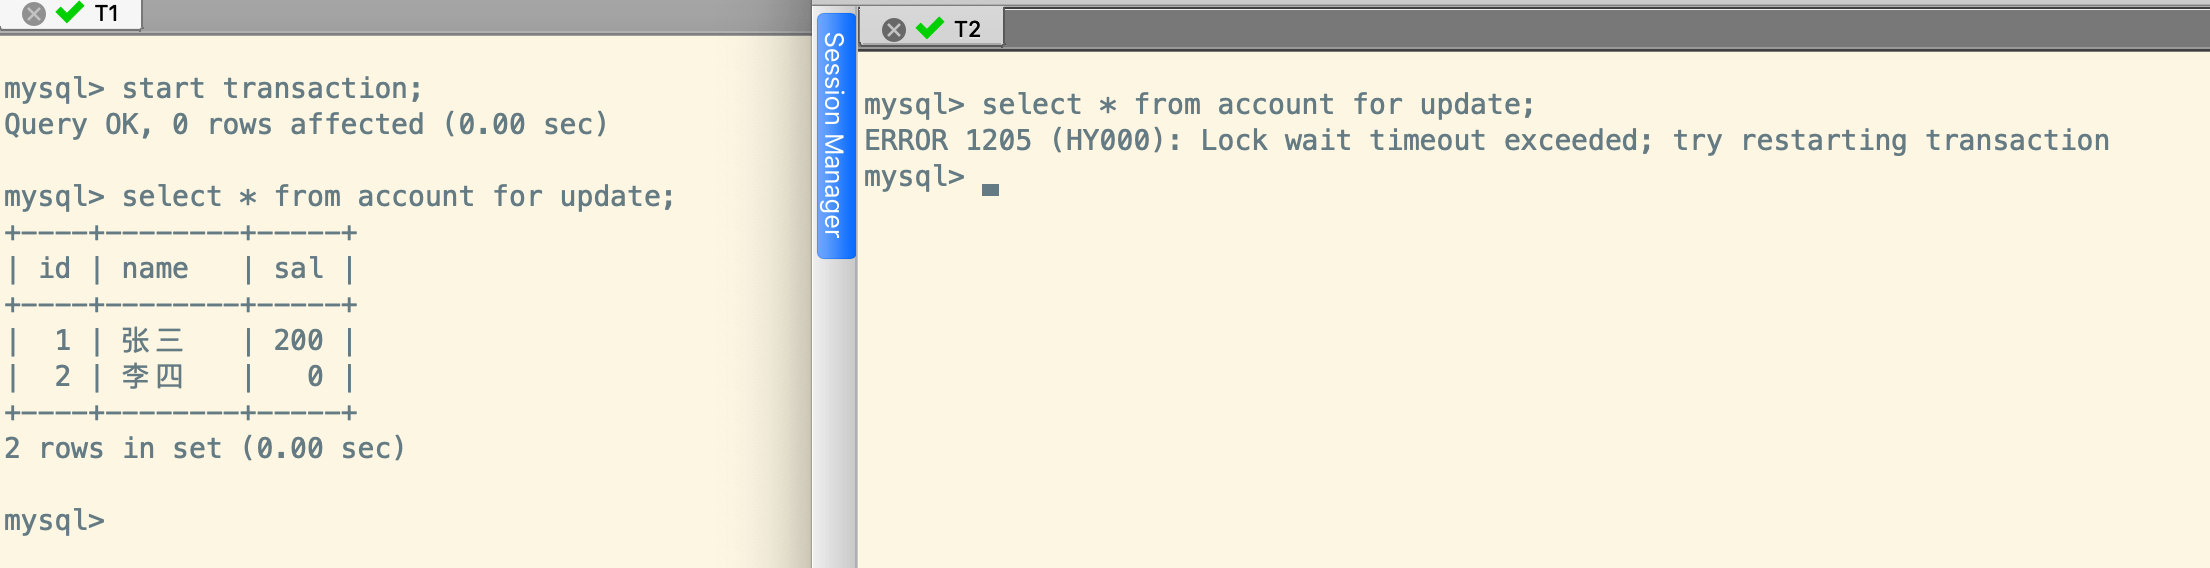 T1
mysql> start transaction;
Query OK, 0 rows affected (0.00 sec)
mysql> select * from account for update;
+----+--------+-----+
| id | name   | sal |
+----+--------+-----+
|  1 | 张三   | 200 |
|  2 | 李四   |   0 |
+----+--------+-----+
2 rows in set (0.00 sec)
mysql>
Session Manager
T2
mysql> select * from account for update;
ERROR 1205 (HY000): Lock wait timeout exceeded; try restarting transaction
mysql>